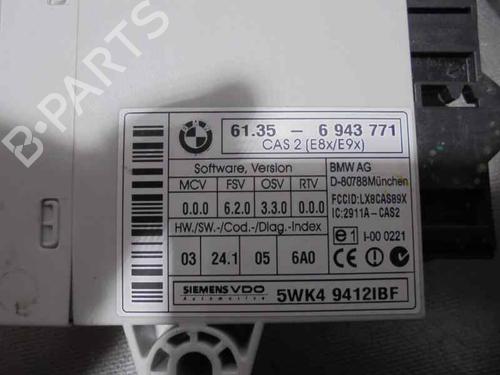 B-PARTS
BMW
61.35 - 6 943 771
CAS 2 (E8x/E9x)
Software, Version
MCV FSV OSV RTV
0.0.0 6.2.0 3.3.0 0.0.0
HW./SW.-/Cod.-/Diag.-Index
03 24.1 05 6A0
BMW AG
D-80788München
FCCID:LX8CAS89X
IC:2911A-CAS2
e1 I-00 0221
SIEMENS VDO
Automotive
5WK4 9412IBF